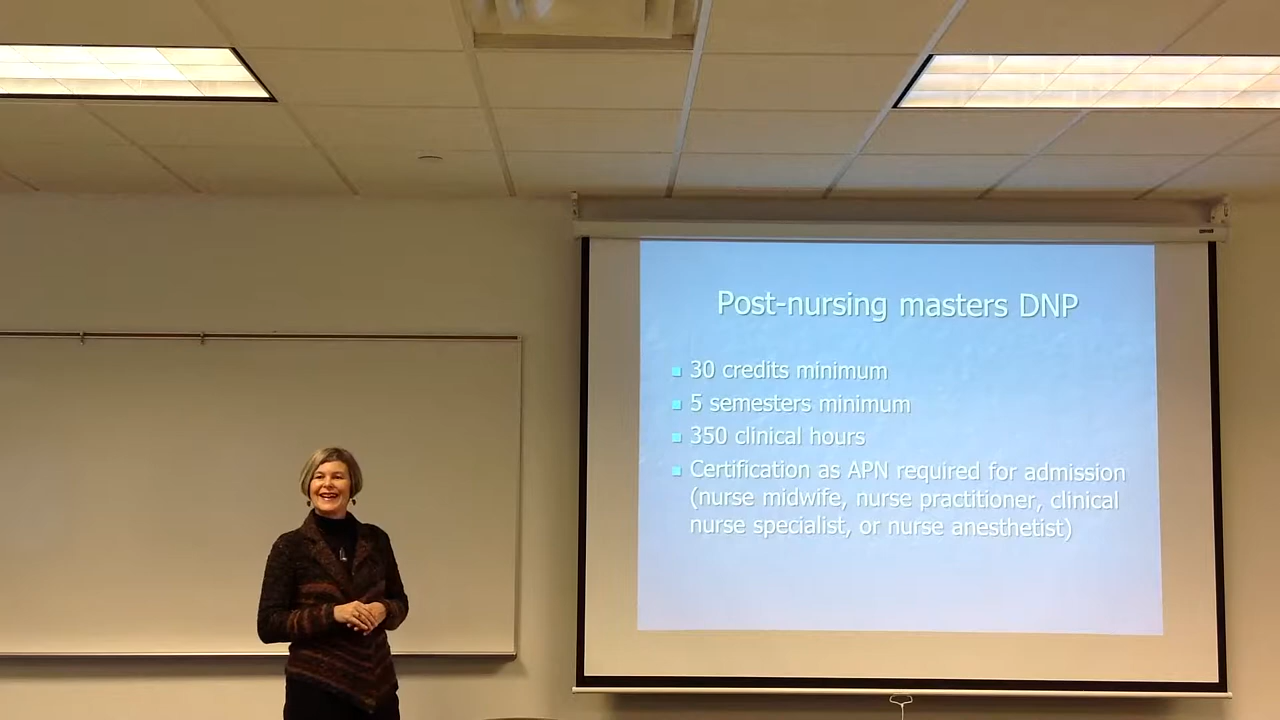 Post-nursing masters DNP
30 credits minimum
5 semesters minimum
350 clinical hours
Certification as APN required for admission
(nurse midwife, nurse practitioner, clinical
nurse specialist, or nurse anesthetist)